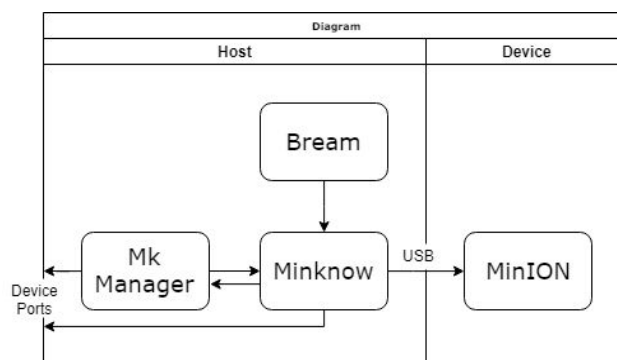 Diagram
Host
Device
Bream
Mk
Manager
Minknow
USB
MinION
Device
Ports